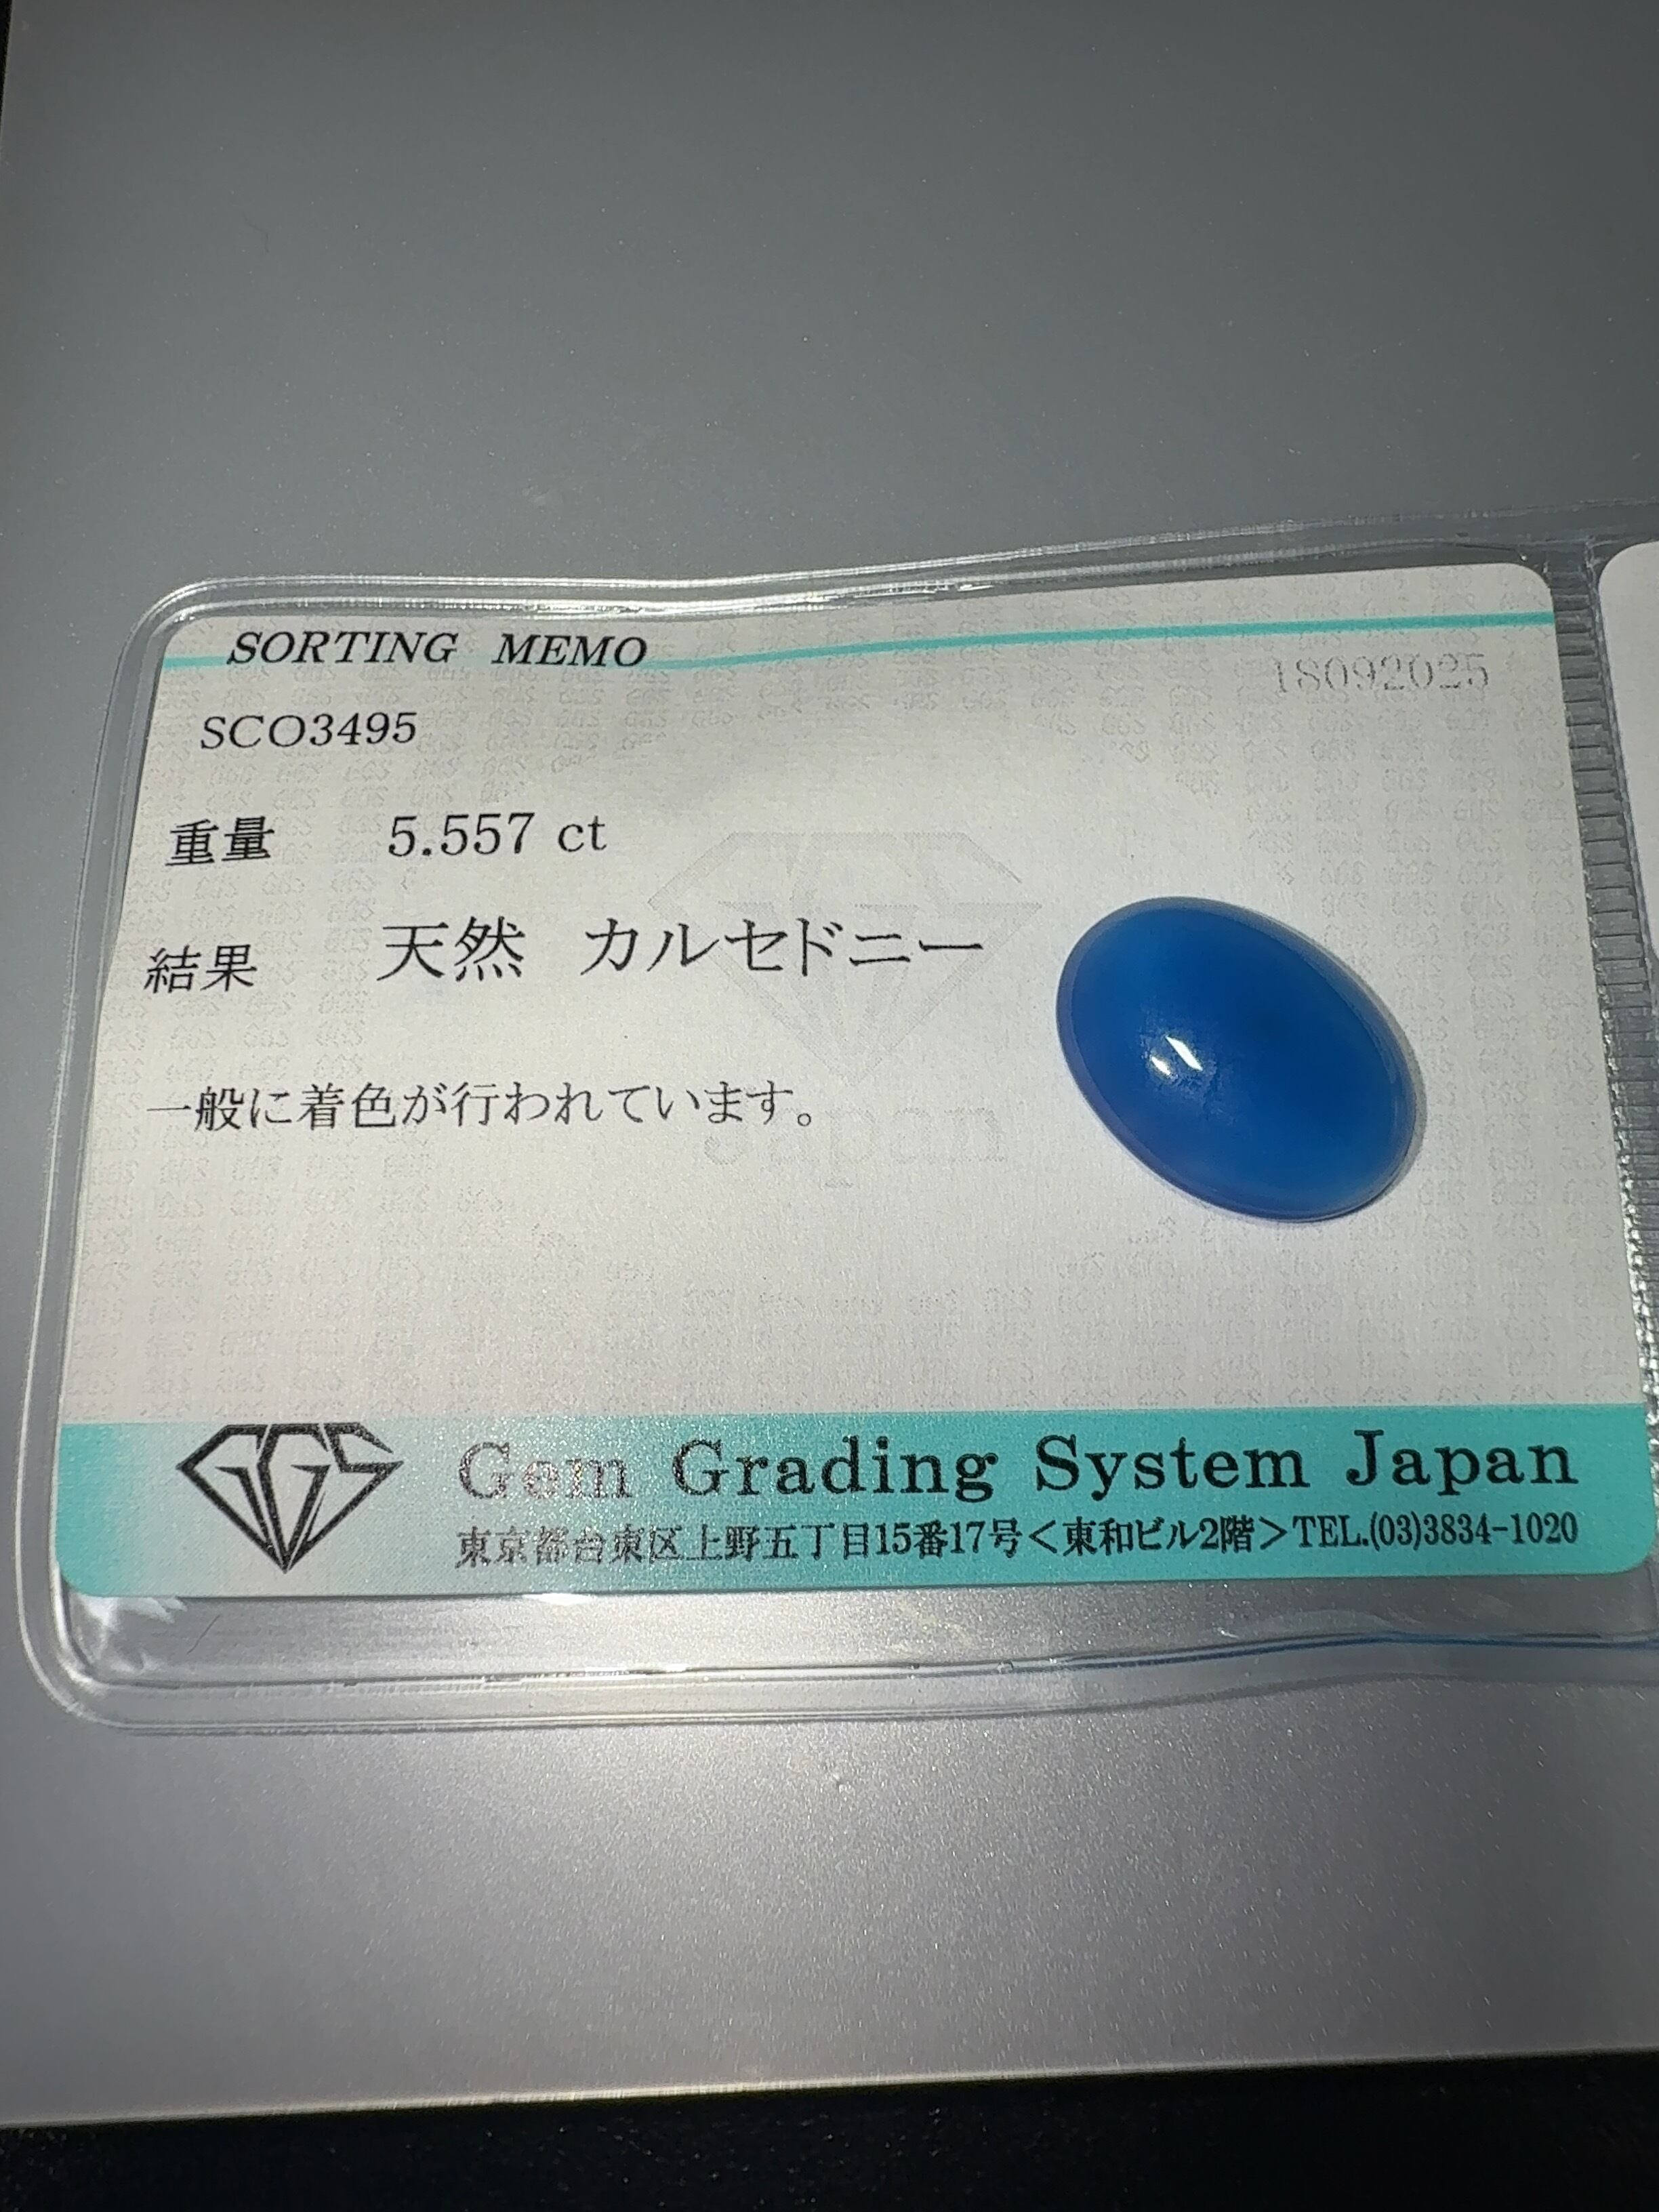 SORTING MEMO
18092025
SCO3495
重量 5.557 ct
結果 天然 カルセドニー
一般に着色が行われています。
Japan
GGS
Gem Grading System Japan
東京都台東区上野五丁目15番17号＜東和ビル2階＞TEL.(03)3834-1020